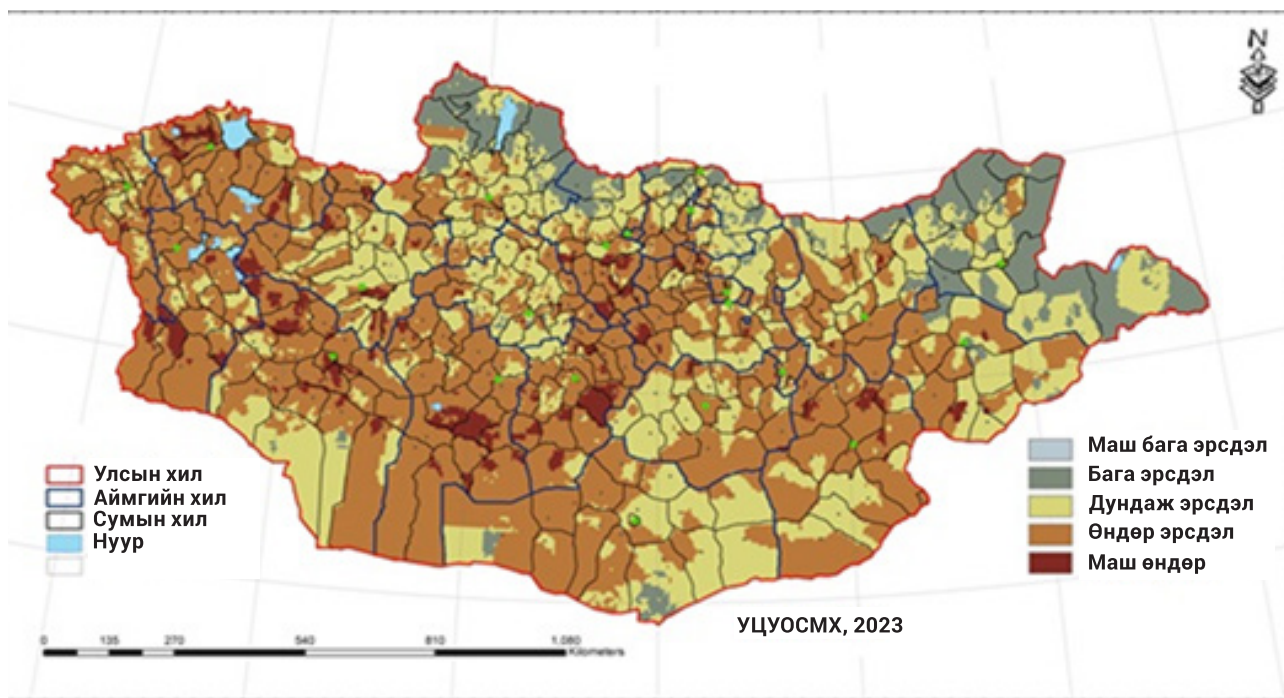 N
Улсын хил
Аймгийн хил
Сумын хил
Нуур
Маш бага эрсдэл
Бага эрсдэл
Дундаж эрсдэл
Өндөр эрсдэл
Маш өндөр
УЦУОСМХ, 2023
0 135 270 540 810 1,080
Kilometers